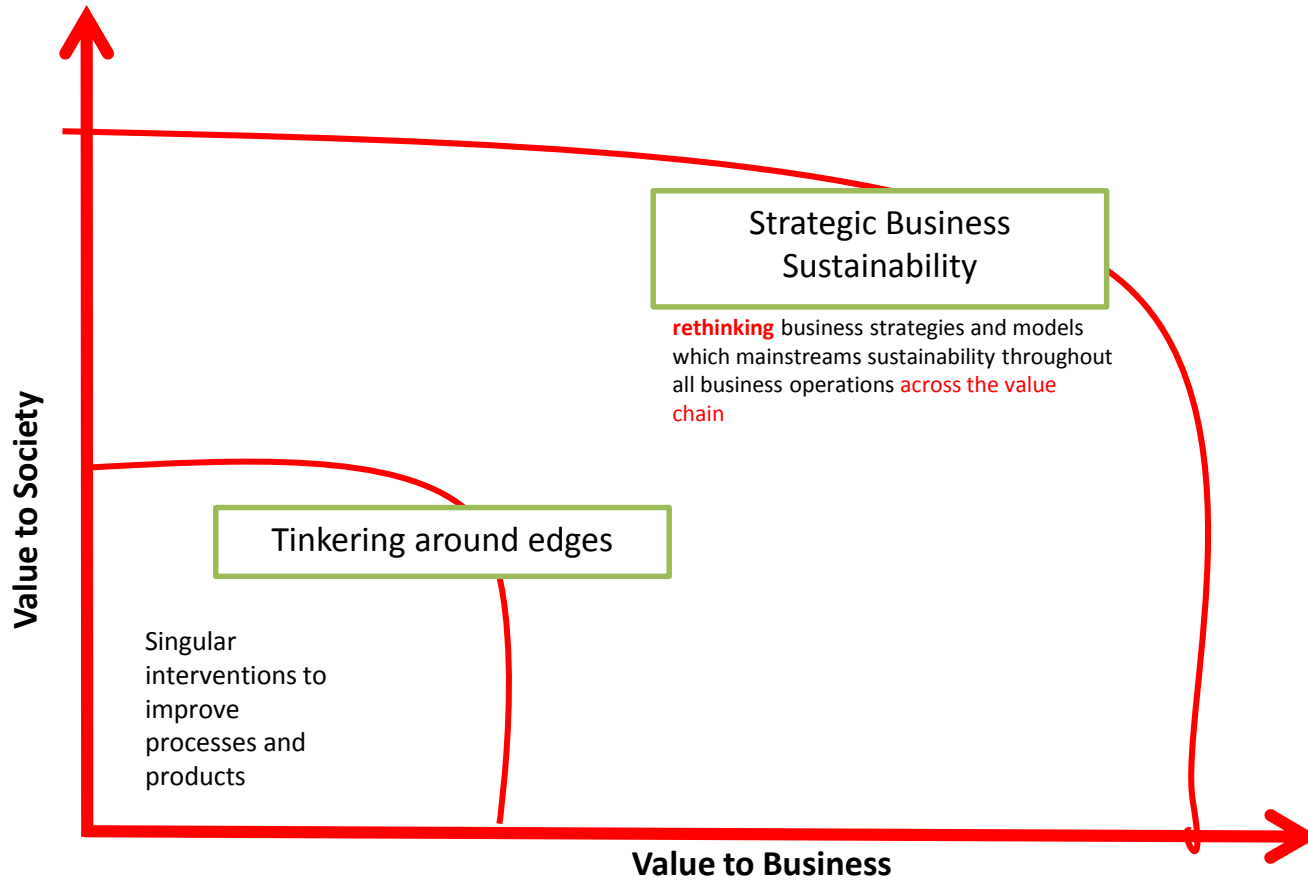 Strategic Business
Sustainability
rethinking business strategies and models
which mainstreams sustainability throughout
all business operations across the value
chain
Value to Society
Tinkering around edges
Singular
interventions to
improve
processes and
products
Value to Business